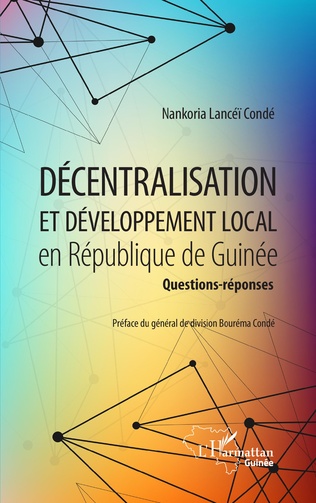 Nankoria Lancéï Condé
DÉCENTRALISATION
ET DÉVELOPPEMENT LOCAL
en République de Guinée
Questions-réponses
Préface du général de division Bouréma Condé
L'Harmattan
Guinée